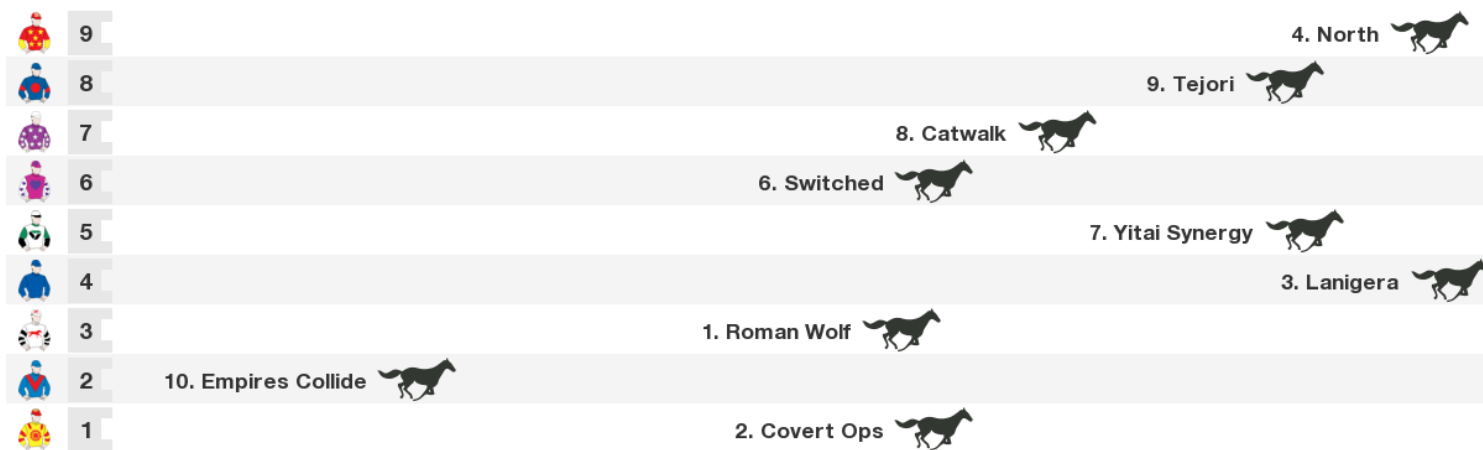 9 4. North
8 9. Tejori
7 8. Catwalk
6 6. Switched
5 7. Yitai Synergy
4 3. Lanigera
3 1. Roman Wolf
2 10. Empires Collide
1 2. Covert Ops